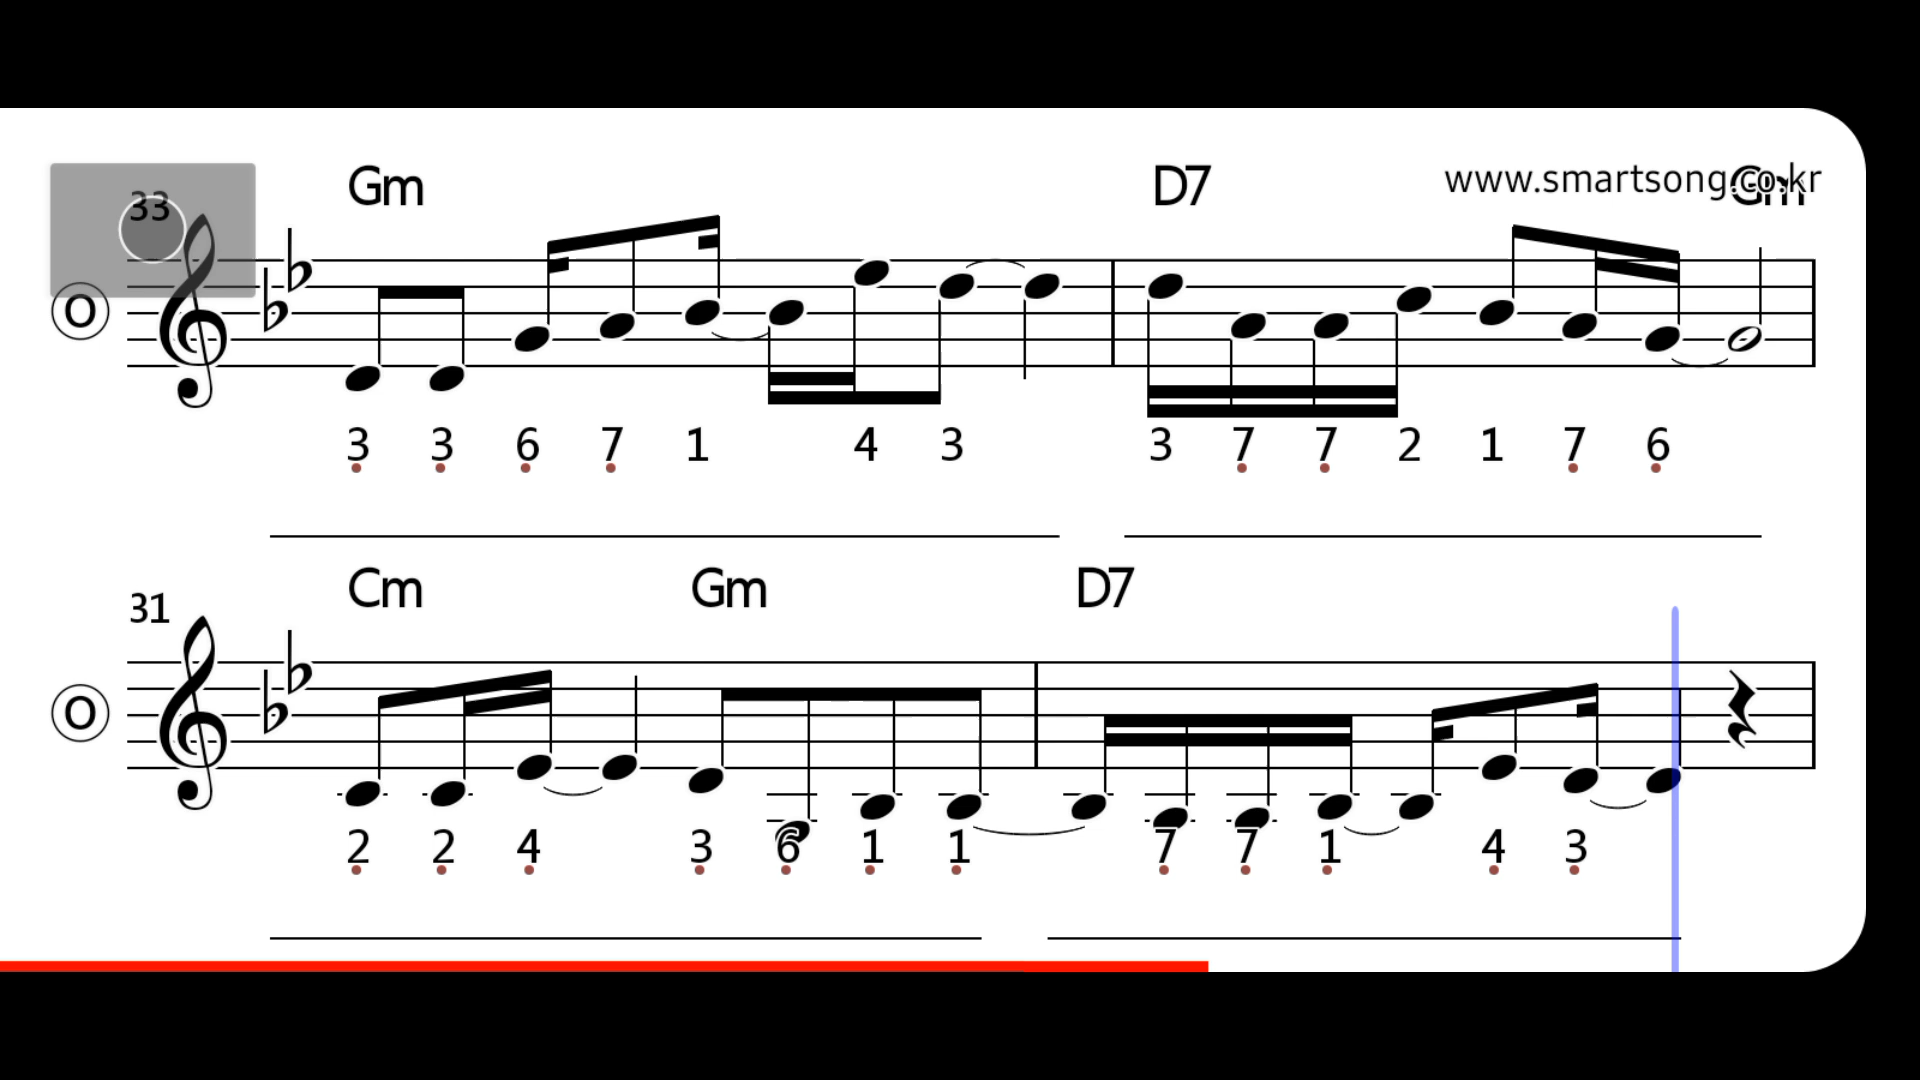 Gm D7 www.smartsong.co.kr Gm
33
O
3 3 6 7 1 4 3 3 7 7 2 1 7 6
Cm Gm D7
31
O
2 2 4 3 6 1 1 7 7 1 4 3